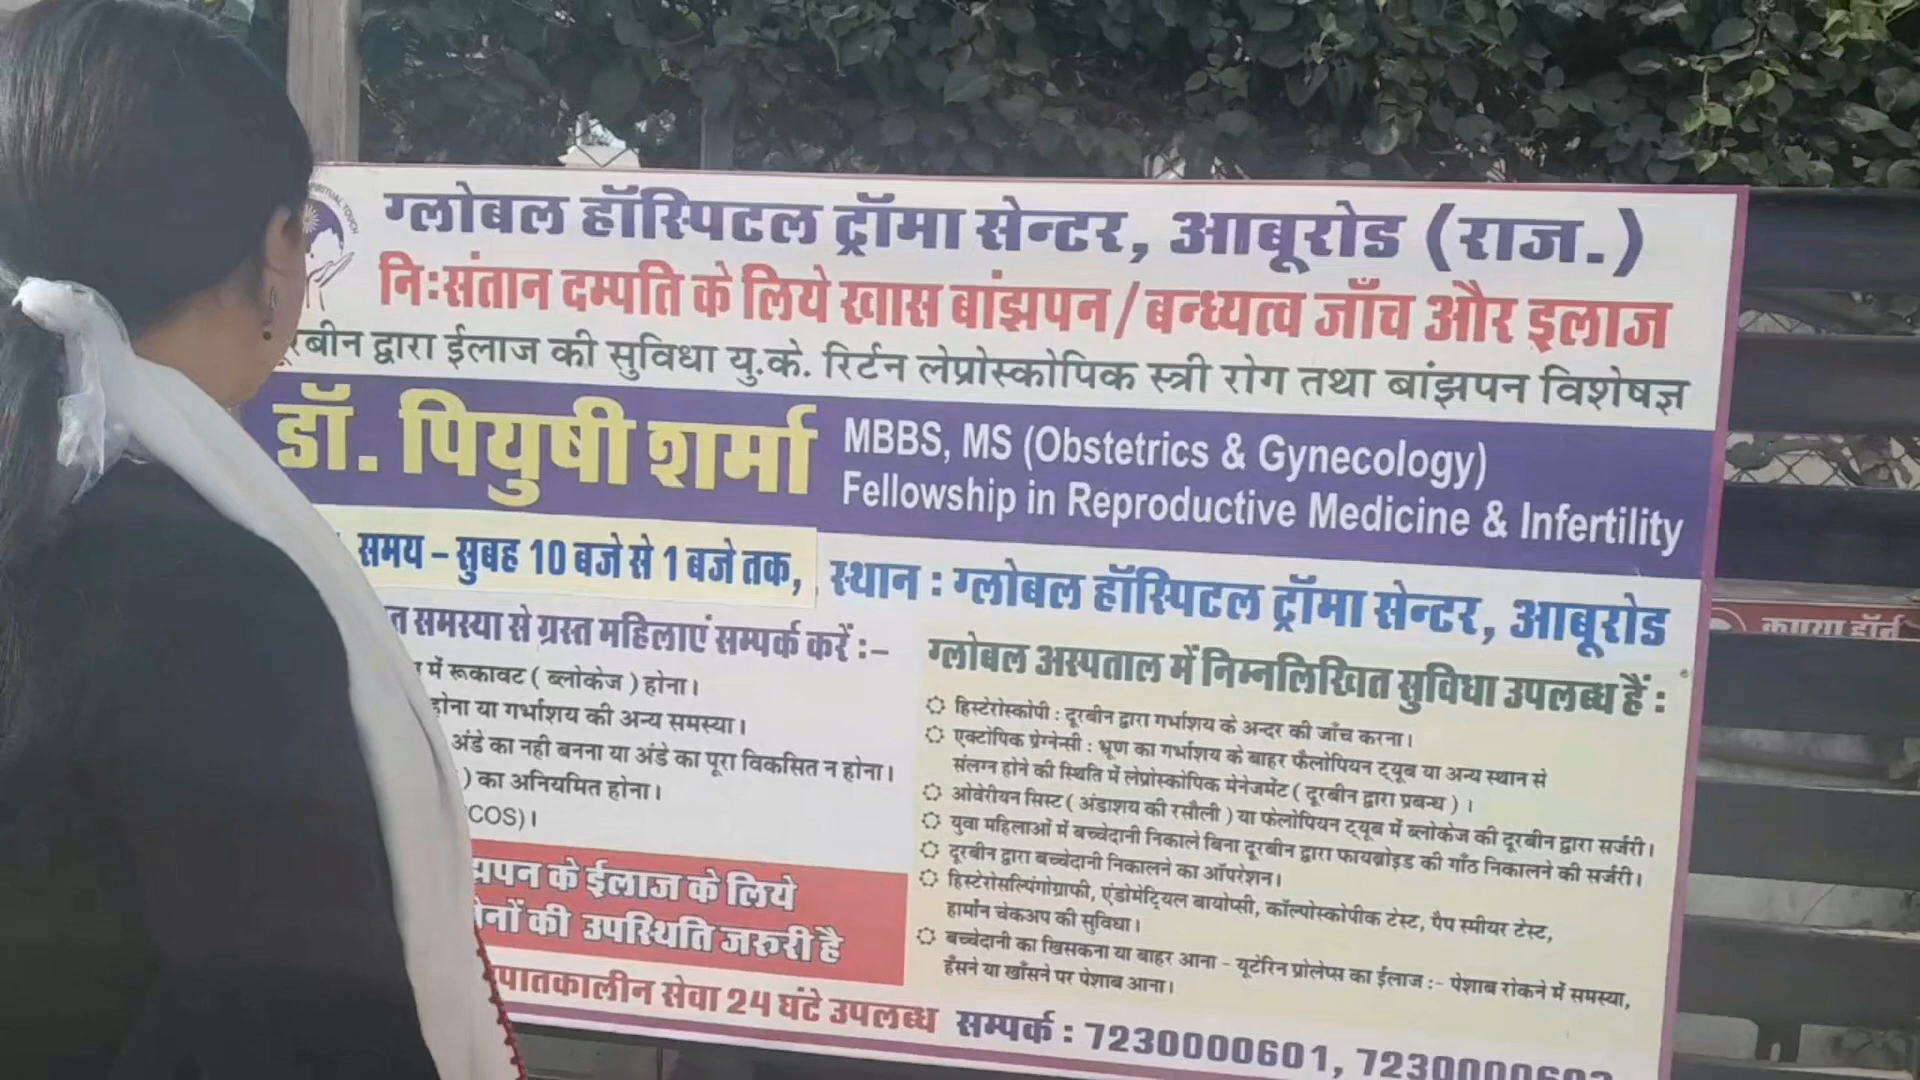 SPIRITUAL TOUCH
ग्लोबल हॉस्पिटल ट्रॉमा सेन्टर, आबूरोड (राज.)
निःसंतान दम्पति के लिये खास बांझपन/बन्ध्यत्व जाँच और इलाज
दूरबीन द्वारा ईलाज की सुविधा यु.के. रिर्टन लेप्रोस्कोपिक स्त्री रोग तथा बांझपन विशेषज्ञ
डॉ. पियुषी शर्मा
MBBS, MS (Obstetrics & Gynecology)
Fellowship in Reproductive Medicine & Infertility
समय – सुबह 10 बजे से 1 बजे तक,
स्थान : ग्लोबल हॉस्पिटल ट्रॉमा सेन्टर, आबूरोड
समस्या से ग्रस्त महिलाएं सम्पर्क करें :–
में रूकावट ( ब्लोकेज ) होना।
होना या गर्भाशय की अन्य समस्या।
अंडे का नही बनना या अंडे का पूरा विकसित न होना।
) का अनियमित होना।
COS)।
के ईलाज के लिये
की उपस्थिति जरूरी है
सेवा 24 घंटे उपलब्ध
ग्लोबल अस्पताल में निम्नलिखित सुविधा उपलब्ध हैं :
हिस्टेरोस्कोपी : दूरबीन द्वारा गर्भाशय के अन्दर की जाँच करना।
एक्टोपिक प्रेग्नेन्सी : भ्रूण का गर्भाशय के बाहर फैलोपियन ट्यूब या अन्य स्थान से
संलग्न होने की स्थिति में लेप्रोस्कोपिक मेनेजमेंट ( दूरबीन द्वारा प्रबन्ध ) ।
ओवेरीयन सिस्ट ( अंडाशय की रसौली ) या फेलोपियन ट्यूब में ब्लोकेज की दूरबीन द्वारा सर्जरी।
युवा महिलाओं में बच्चेदानी निकाले बिना दूरबीन द्वारा फायब्रोइड की गाँठ निकालने की सर्जरी।
दूरबीन द्वारा बच्चेदानी निकालने का ऑपरेशन।
हिस्टेरोसल्पिंगोग्राफी, एंडोमेट्रियल बायोप्सी, कॉल्पोस्कोपीक टेस्ट, पैप स्मीयर टेस्ट,
हार्मोन चेकअप की सुविधा।
बच्चेदानी का खिसकना या बाहर आना – यूटेरिन प्रोलेप्स का ईलाज :– पेशाब रोकने में समस्या,
हँसने या खाँसने पर पेशाब आना।
सम्पर्क : 7230000601,
कृपया हॉर्न